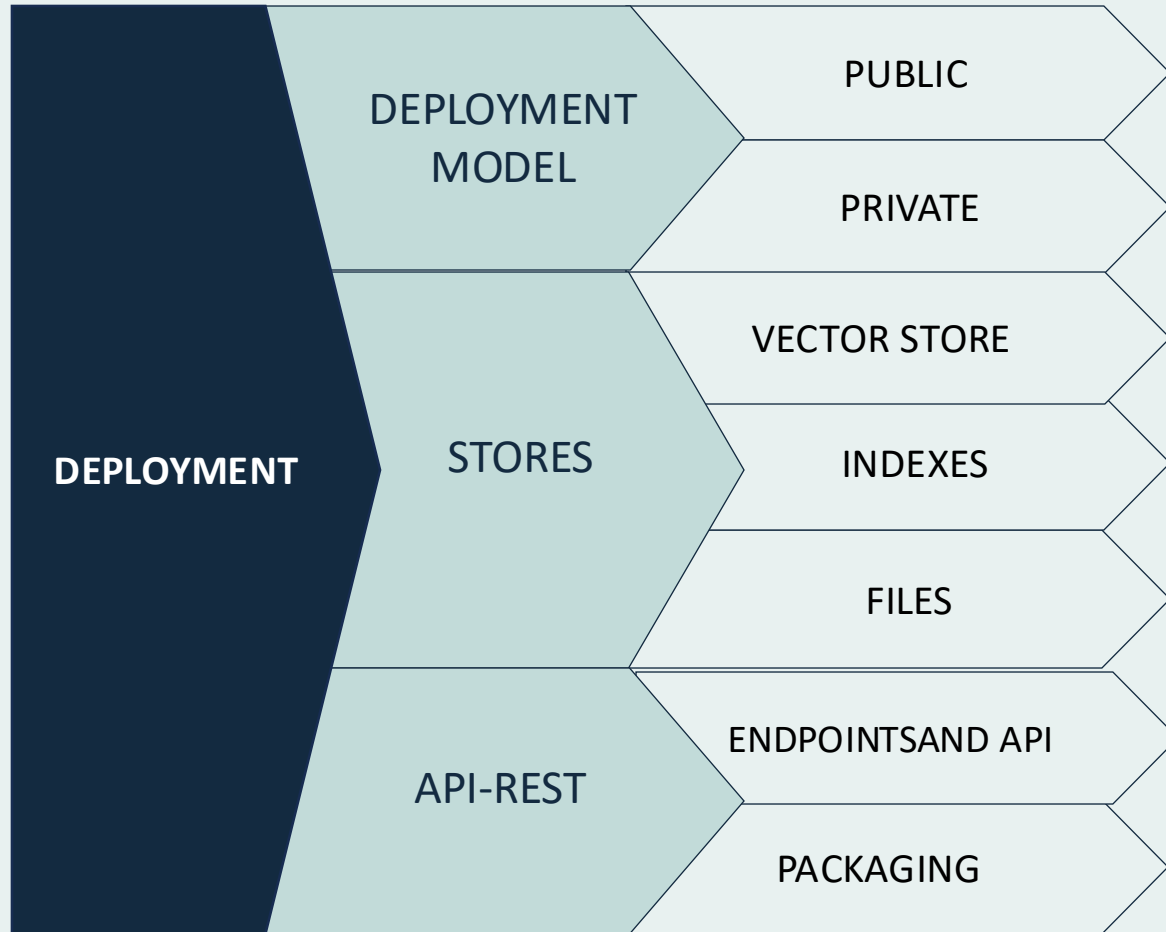 DEPLOYMENT
DEPLOYMENT
MODEL
PUBLIC
PRIVATE
STORES
VECTOR STORE
INDEXES
FILES
API-REST
ENDPOINTSAND API
PACKAGING